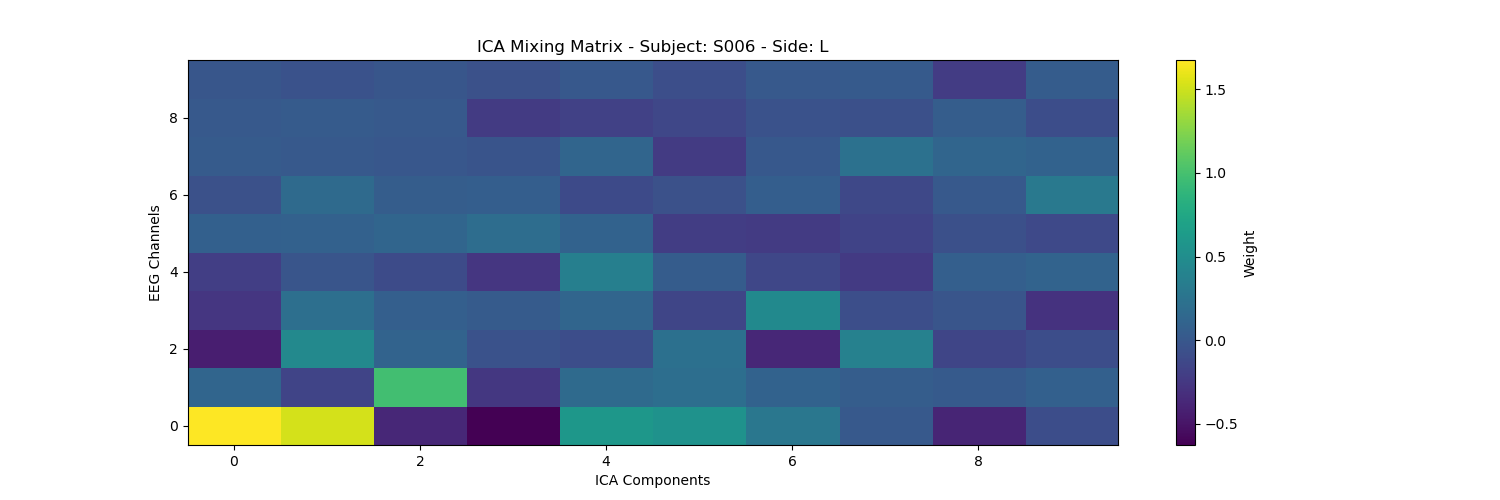 ICA Mixing Matrix - Subject: S006 - Side: L
8
6
4
2
0
EEG Channels
0 2 4 6 8
ICA Components
1.5
1.0
0.5
0.0
−0.5
Weight